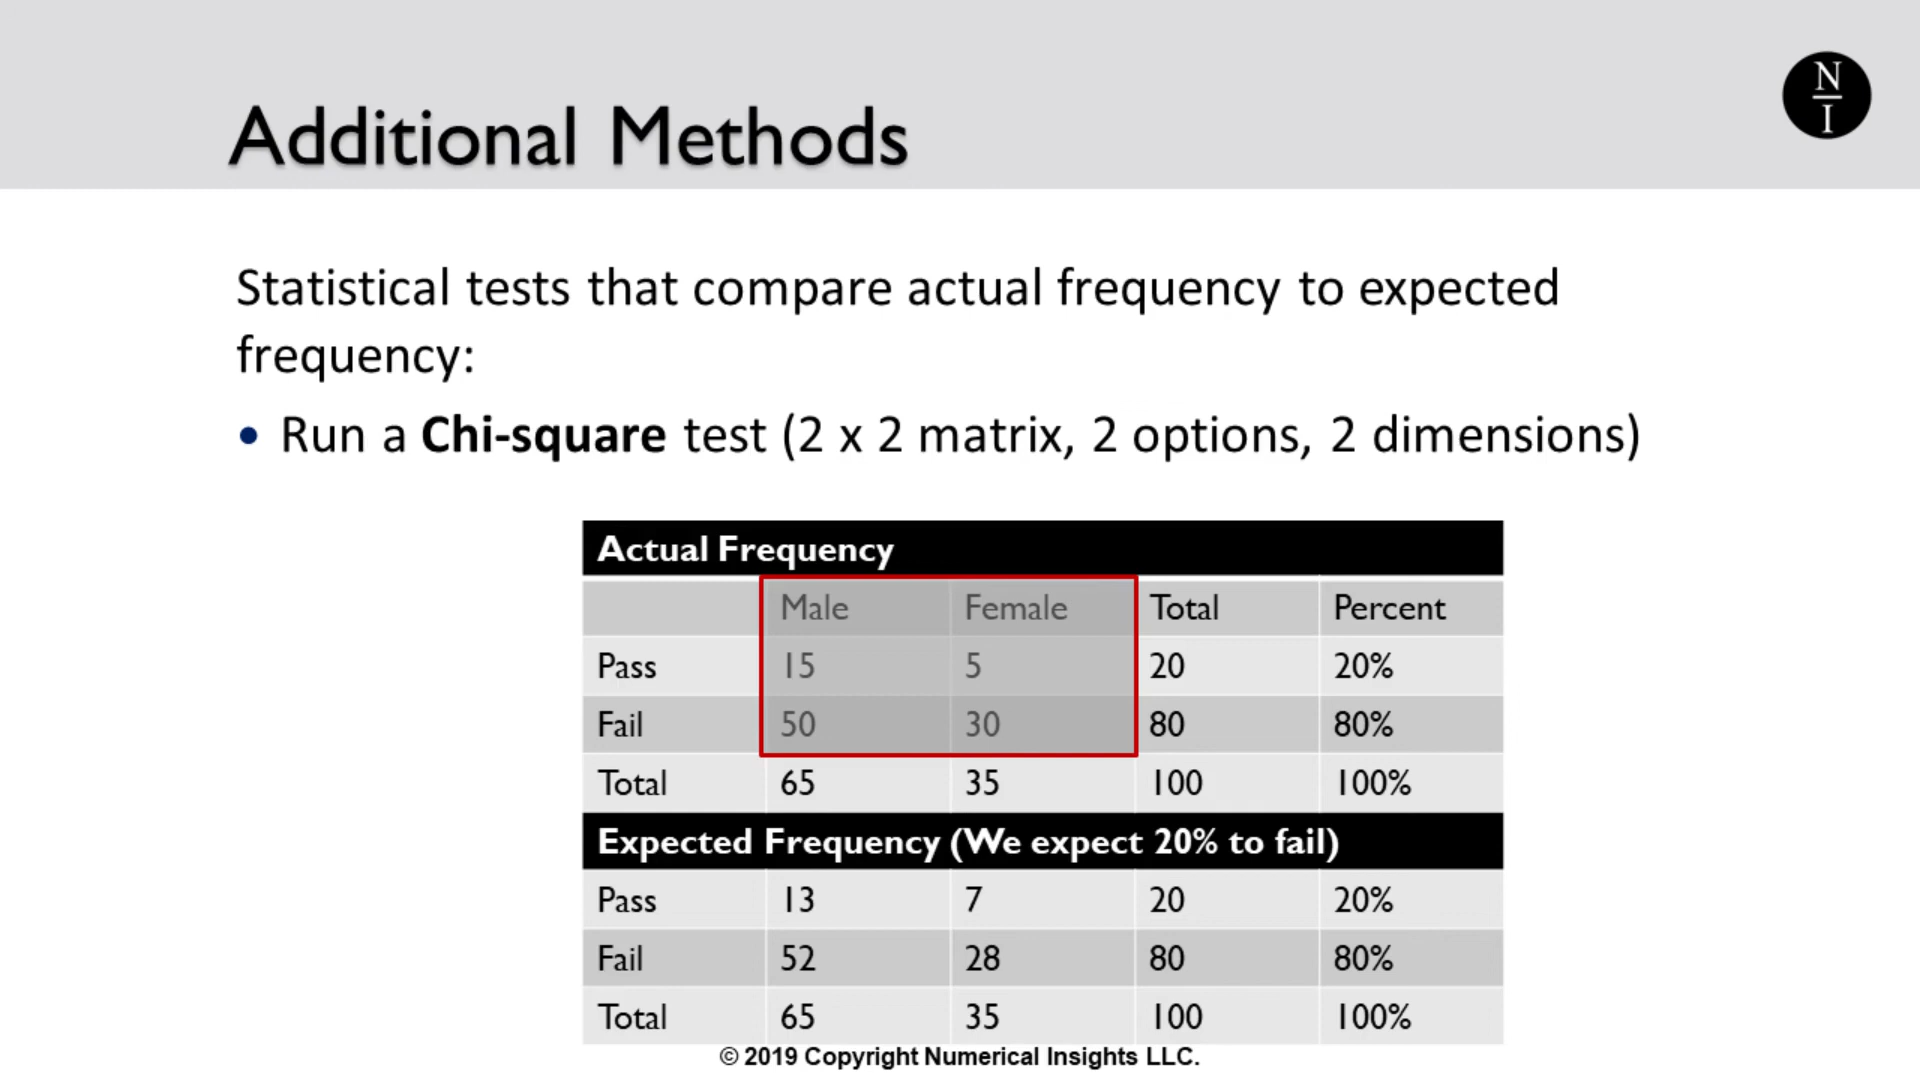 N
I
Additional Methods
Statistical tests that compare actual frequency to expected
frequency:
• Run a Chi-square test (2 x 2 matrix, 2 options, 2 dimensions)
Actual Frequency
Male Female Total Percent
Pass 15 5 20 20%
Fail 50 30 80 80%
Total 65 35 100 100%
Expected Frequency (We expect 20% to fail)
Pass 13 7 20 20%
Fail 52 28 80 80%
Total 65 35 100 100%
© 2019 Copyright Numerical Insights LLC.